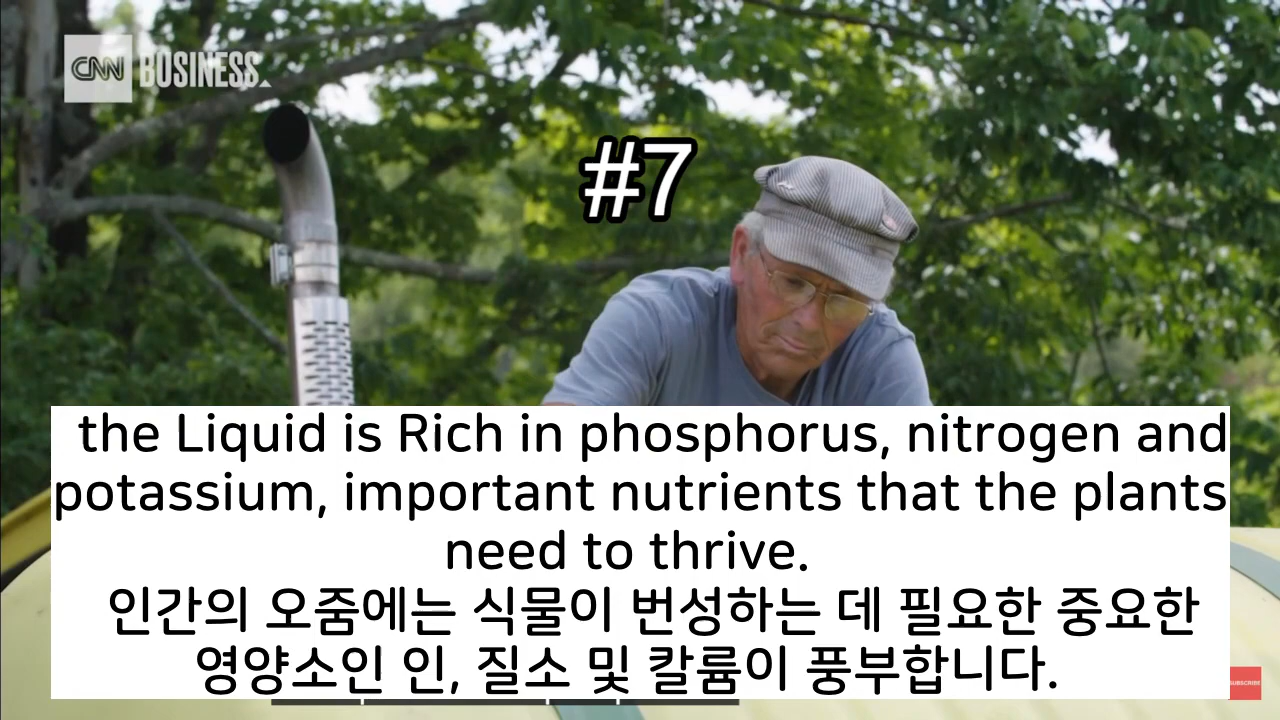 CNN BUSINESS
#7
the Liquid is Rich in phosphorus, nitrogen and
potassium, important nutrients that the plants
need to thrive.
인간의 오줌에는 식물이 번성하는 데 필요한 중요한
영양소인 인, 질소 및 칼륨이 풍부합니다.
SUBSCRIBE